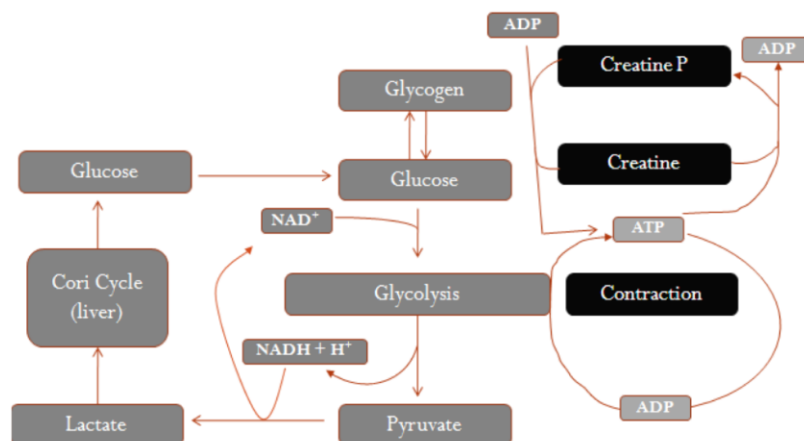 ADP
ADP
Creatine P
Glycogen
Glucose
Glucose
Creatine
NAD⁺
ATP
Cori Cycle
(liver)
Glycolysis
Contraction
NADH + H⁺
ADP
Lactate
Pyruvate